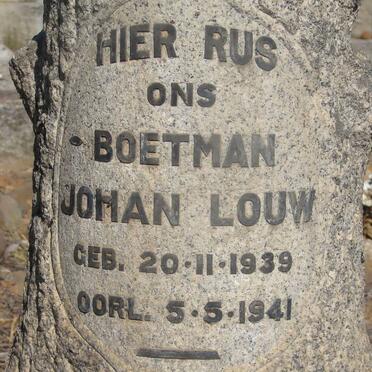 HIER RUS
ONS
BOETMAN
JOHAN LOUW
GEB. 20·11·1939
OORL. 5·5·1941